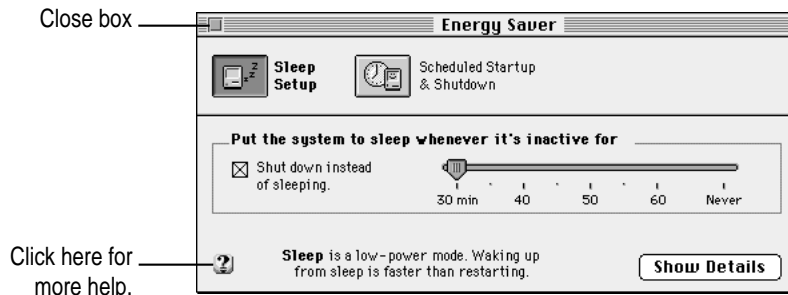 Close box
Energy Saver
Sleep
Setup
Scheduled Startup
& Shutdown
Put the system to sleep whenever it's inactive for
Shut down instead
of sleeping.
30 min 40 50 60 Never
Click here for
more help.
?
Sleep is a low-power mode. Waking up
from sleep is faster than restarting.
Show Details